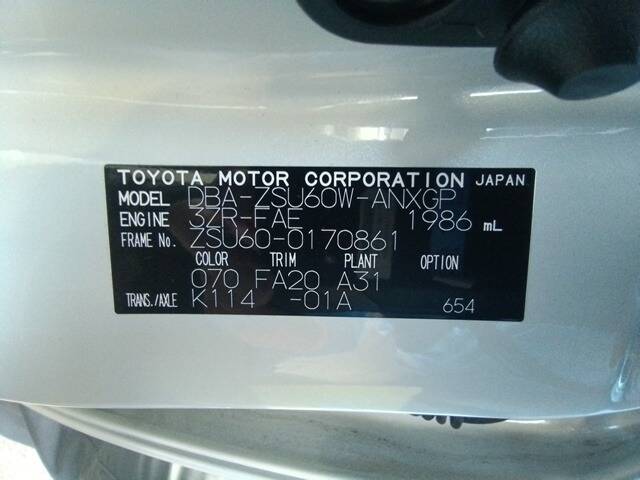 TOYOTA MOTOR CORPORATION JAPAN
MODEL DBA-ZSU60W-ANXGP
ENGINE 3ZR-FAE 1986 mL
FRAME No. ZSU60-0170861
COLOR TRIM PLANT OPTION
070 FA20 A31
TRANS./AXLE K114 -01A 654